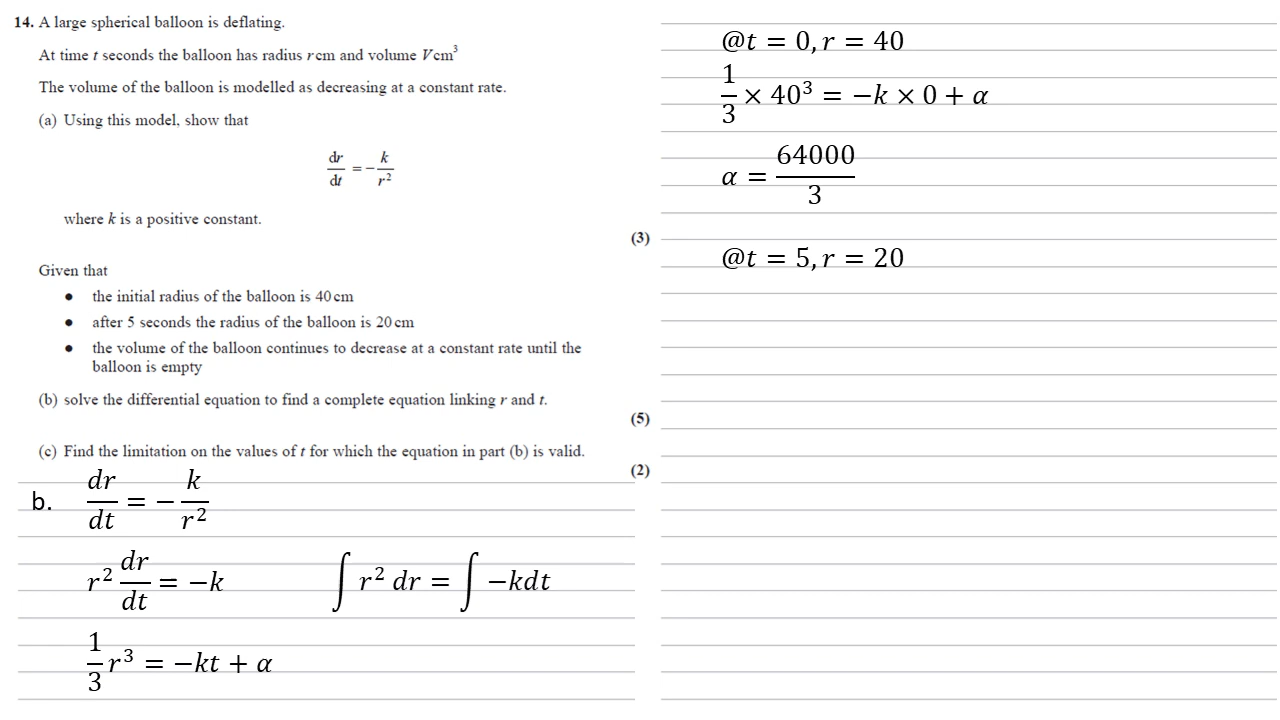 14. A large spherical balloon is deflating.
At time t seconds the balloon has radius r cm and volume V cm³
The volume of the balloon is modelled as decreasing at a constant rate.
(a) Using this model, show that
dr/dt = −k/r²
where k is a positive constant.
(3)
Given that
● the initial radius of the balloon is 40 cm
● after 5 seconds the radius of the balloon is 20 cm
● the volume of the balloon continues to decrease at a constant rate until the
balloon is empty
(b) solve the differential equation to find a complete equation linking r and t.
(5)
(c) Find the limitation on the values of t for which the equation in part (b) is valid.
(2)
b. dr/dt = −k/r²
r² dr/dt = −k ∫ r² dr = ∫ −kdt
1/3 r³ = −kt + α
@t = 0, r = 40
1/3 × 40³ = −k × 0 + α
α = 64000/3
@t = 5, r = 20